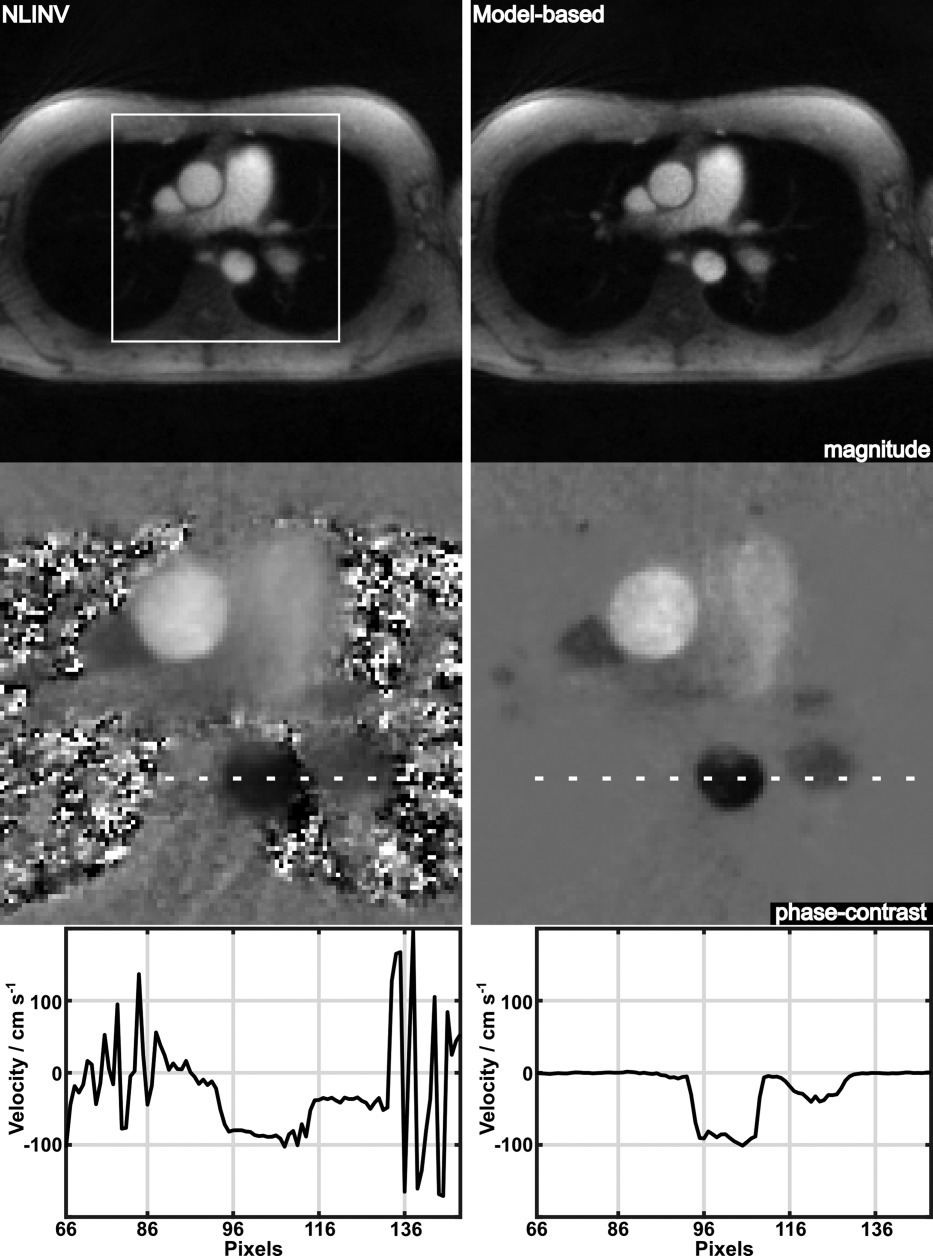 NLINV
Model-based
magnitude
phase-contrast
Velocity / cm s-1
100
0
-100
66 86 96 116 136
Pixels
Velocity / cm s-1
100
0
-100
66 86 96 116 136
Pixels